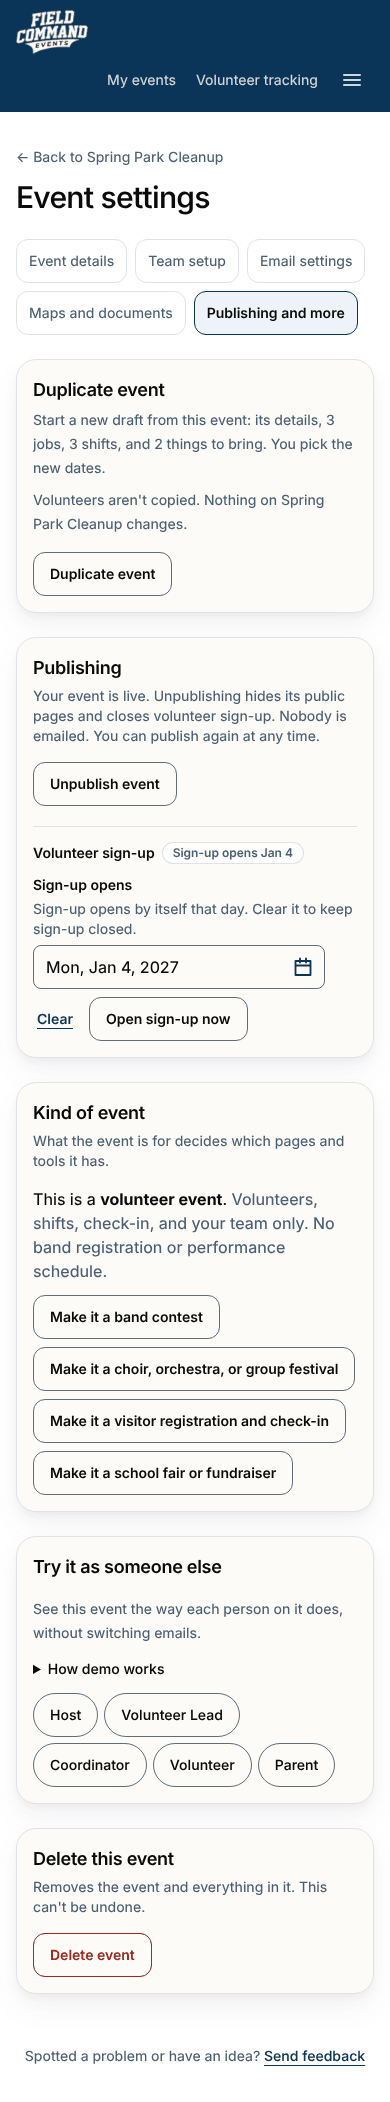 FIELD
COMMAND
EVENTS
My events Volunteer tracking
← Back to Spring Park Cleanup
Event settings
Event details Team setup Email settings
Maps and documents Publishing and more
Duplicate event
Start a new draft from this event: its details, 3
jobs, 3 shifts, and 2 things to bring. You pick the
new dates.
Volunteers aren't copied. Nothing on Spring
Park Cleanup changes.
Duplicate event
Publishing
Your event is live. Unpublishing hides its public
pages and closes volunteer sign-up. Nobody is
emailed. You can publish again at any time.
Unpublish event
Volunteer sign-up Sign-up opens Jan 4
Sign-up opens
Sign-up opens by itself that day. Clear it to keep
sign-up closed.
Mon, Jan 4, 2027
Clear Open sign-up now
Kind of event
What the event is for decides which pages and
tools it has.
This is a volunteer event. Volunteers,
shifts, check-in, and your team only. No
band registration or performance
schedule.
Make it a band contest
Make it a choir, orchestra, or group festival
Make it a visitor registration and check-in
Make it a school fair or fundraiser
Try it as someone else
See this event the way each person on it does,
without switching emails.
▶ How demo works
Host Volunteer Lead
Coordinator Volunteer Parent
Delete this event
Removes the event and everything in it. This
can't be undone.
Delete event
Spotted a problem or have an idea? Send feedback